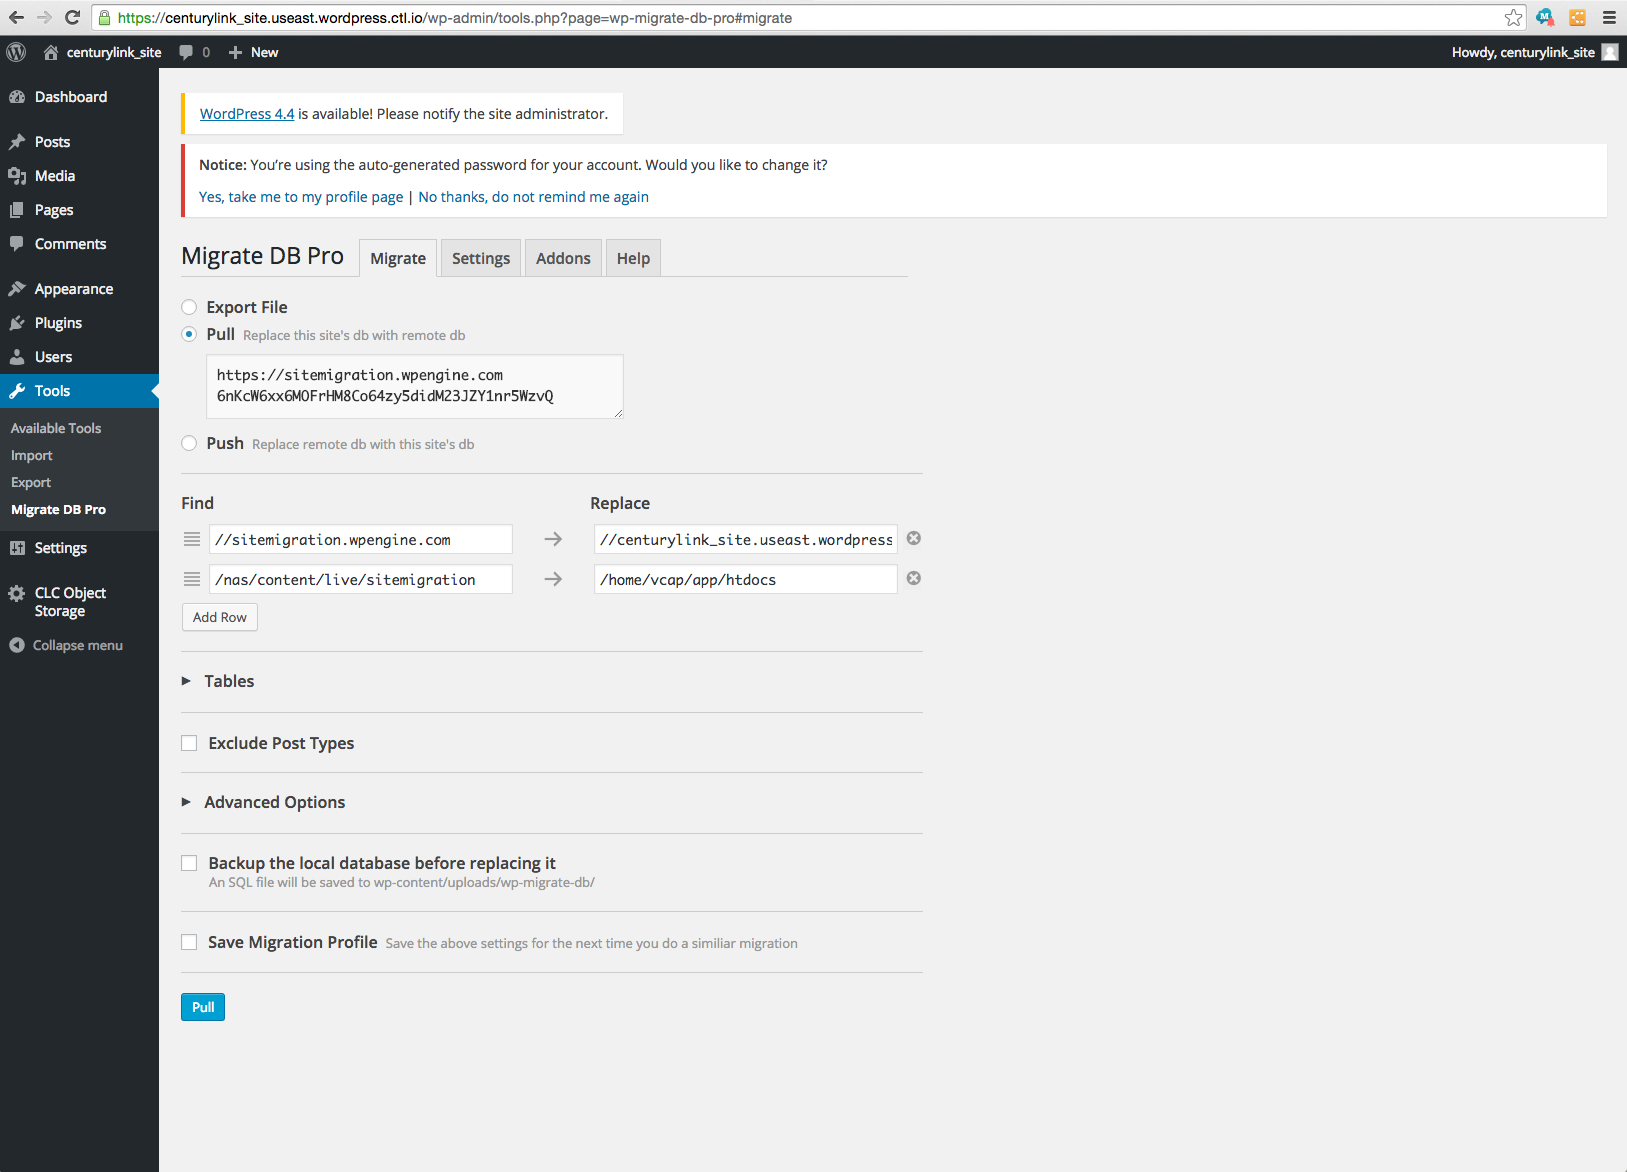 https://centurylink_site.useast.wordpress.ctl.io/wp-admin/tools.php?page=wp-migrate-db-pro#migrate
centurylink_site 0 + New Howdy, centurylink_site
Dashboard
Posts
Media
Pages
Comments
Appearance
Plugins
Users
Tools
Available Tools
Import
Export
Migrate DB Pro
Settings
CLC Object
Storage
Collapse menu
WordPress 4.4 is available! Please notify the site administrator.
Notice: You’re using the auto-generated password for your account. Would you like to change it?
Yes, take me to my profile page | No thanks, do not remind me again
Migrate DB Pro Migrate Settings Addons Help
Export File
Pull Replace this site's db with remote db
https://sitemigration.wpengine.com
6nKcW6xx6MOFrHM8Co64zy5didM23JZY1nr5WzvQ
Push Replace remote db with this site's db
Find Replace
//sitemigration.wpengine.com //centurylink_site.useast.wordpress
/nas/content/live/sitemigration /home/vcap/app/htdocs
Add Row
Tables
Exclude Post Types
Advanced Options
Backup the local database before replacing it
An SQL file will be saved to wp-content/uploads/wp-migrate-db/
Save Migration Profile Save the above settings for the next time you do a similiar migration
Pull